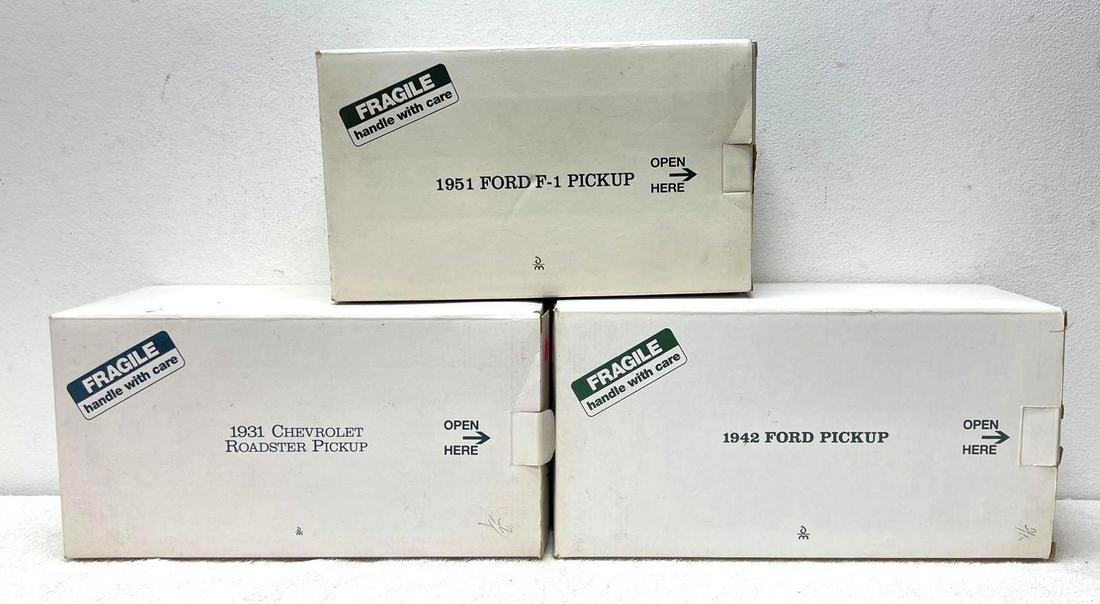 FRAGILE
handle with care
1951 FORD F-1 PICKUP
OPEN
HERE
FRAGILE
handle with care
1931 CHEVROLET
ROADSTER PICKUP
OPEN
HERE
FRAGILE
handle with care
1942 FORD PICKUP
OPEN
HERE